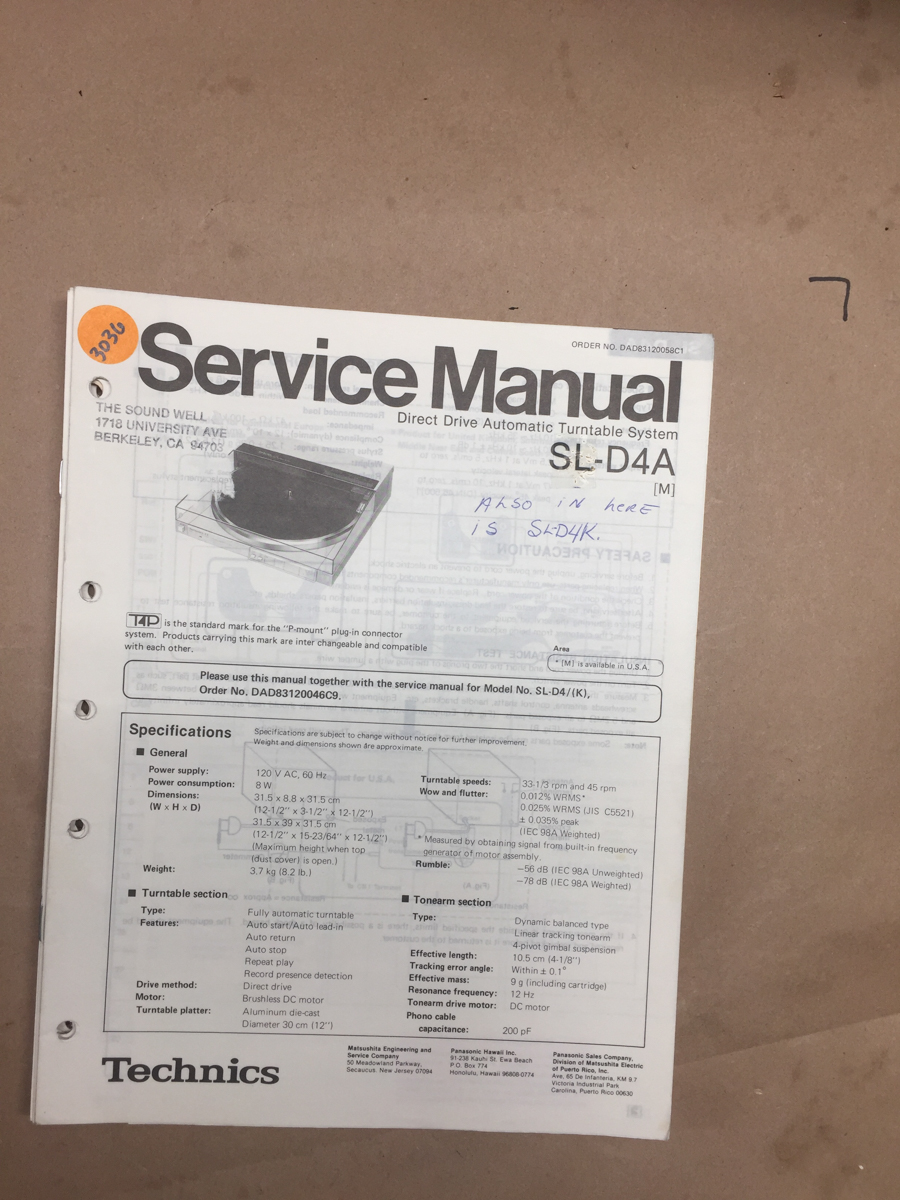 3036
ORDER NO. DAD83120058C1
Service Manual
Direct Drive Automatic Turntable System
THE SOUND WELL
1718 UNIVERSITY AVE
BERKELEY, CA 94703
SL-D4A
[M]
ALSO iN HERE
iS SL-D4K.
T4P is the standard mark for the "P-mount" plug-in connector
system. Products carrying this mark are inter changeable and compatible
with each other.
Area
* [M] is available in U.S.A.
Please use this manual together with the service manual for Model No. SL-D4/(K),
Order No. DAD83120046C9.
Specifications
Specifications are subject to change without notice for further improvement.
Weight and dimensions shown are approximate.
■ General
Power supply: 120 V AC, 60 Hz
Power consumption: 8 W
Dimensions: 31.5 x 8.8 x 31.5 cm
(W x H x D) (12-1/2" x 3-1/2" x 12-1/2")
31.5 x 39 x 31.5 cm
(12-1/2" x 15-23/64" x 12-1/2")
(Maximum height when top
(dust cover) is open.)
Weight: 3.7 kg (8.2 lb.)
■ Turntable section
Type: Fully automatic turntable
Features: Auto start/Auto lead-in
Auto return
Auto stop
Repeat play
Record presence detection
Drive method: Direct drive
Motor: Brushless DC motor
Turntable platter: Aluminum die-cast
Diameter 30 cm (12")
Turntable speeds: 33-1/3 rpm and 45 rpm
Wow and flutter: 0.012% WRMS*
0.025% WRMS (JIS C5521)
± 0.035% peak
(IEC 98A Weighted)
* Measured by obtaining signal from built-in frequency
generator of motor assembly.
Rumble: −56 dB (IEC 98A Unweighted)
−78 dB (IEC 98A Weighted)
■ Tonearm section
Type: Dynamic balanced type
Linear tracking tonearm
4-pivot gimbal suspension
Effective length: 10.5 cm (4-1/8")
Tracking error angle: Within ± 0.1°
Effective mass: 9 g (including cartridge)
Resonance frequency: 12 Hz
Tonearm drive motor: DC motor
Phono cable
capacitance: 200 pF
Technics
Matsushita Engineering and
Service Company
50 Meadowland Parkway,
Secaucus, New Jersey 07094
Panasonic Hawaii Inc.
91-238 Kauhi St. Ewa Beach
P.O. Box 774
Honolulu, Hawaii 96808-0774
Panasonic Sales Company,
Division of Matsushita Electric
of Puerto Rico, Inc.
Ave, 65 De Infanteria, KM 9.7
Victoria Industrial Park
Carolina, Puerto Rico 00630